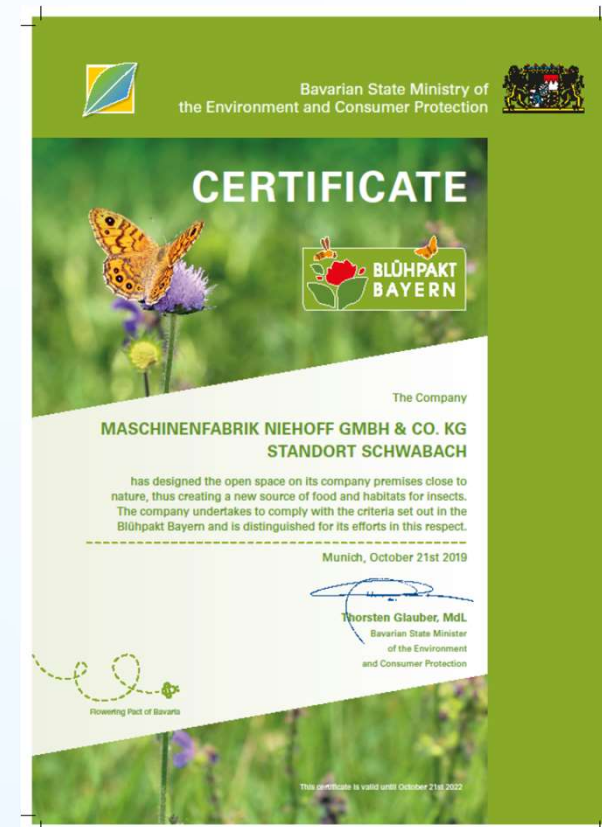 Bavarian State Ministry of
the Environment and Consumer Protection
CERTIFICATE
BLÜHPAKT
BAYERN
The Company
MASCHINENFABRIK NIEHOFF GMBH & CO. KG
STANDORT SCHWABACH
has designed the open space on its company premises close to
nature, thus creating a new source of food and habitats for insects.
The company undertakes to comply with the criteria set out in the
Blühpakt Bayern and is distinguished for its efforts in this respect.
Munich, October 21st 2019
Thorsten Glauber, MdL
Bavarian State Minister
of the Environment
and Consumer Protection
Flowering Pact of Bavaria
This certificate is valid until October 21st 2022